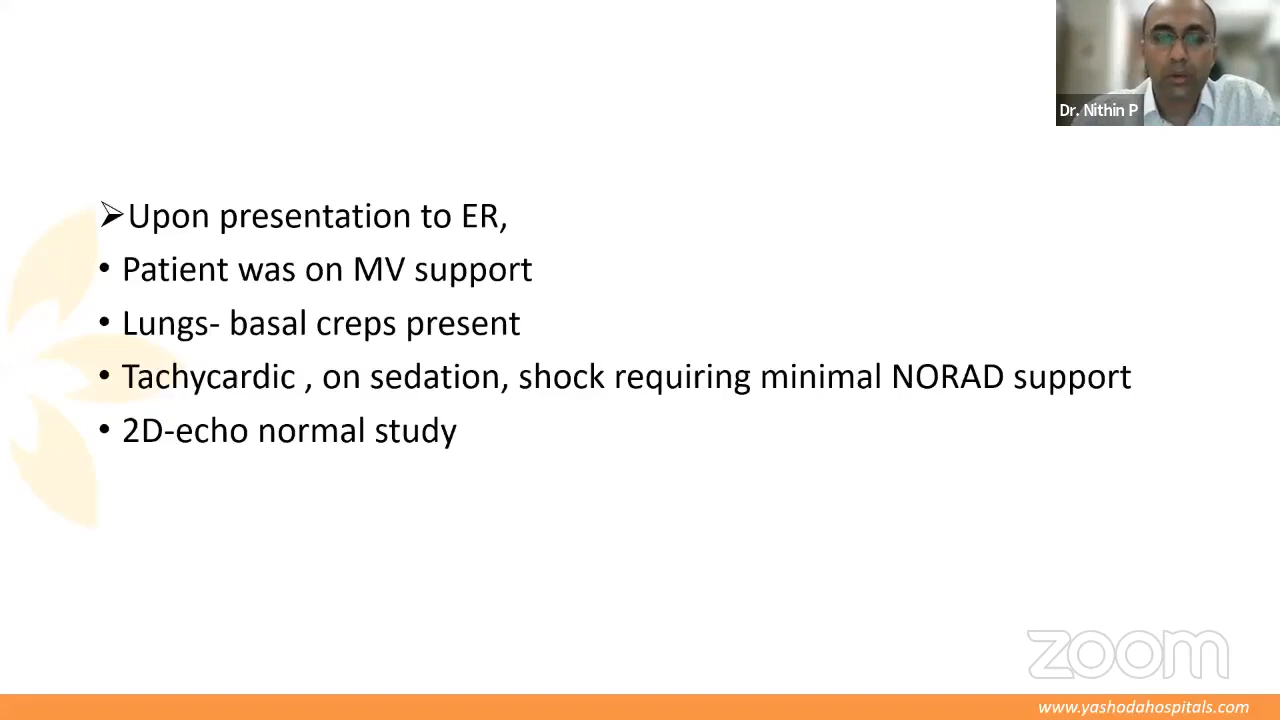 Dr. Nithin P
➢Upon presentation to ER,
• Patient was on MV support
• Lungs- basal creps present
• Tachycardic , on sedation, shock requiring minimal NORAD support
• 2D-echo normal study
zoom
www.yashodahospitals.com